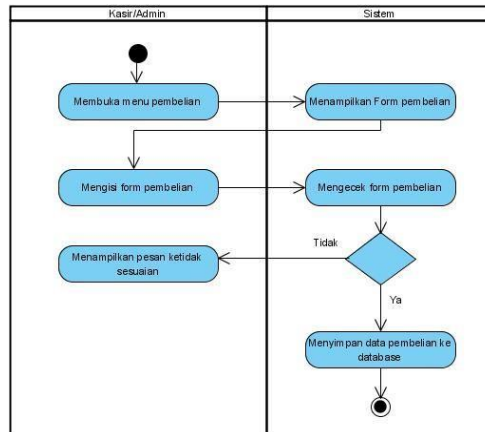 Kasir/Admin
Sistem
Membuka menu pembelian
Menampilkan Form pembelian
Mengisi form pembelian
Mengecek form pembelian
Tidak
Menampilkan pesan ketidak
sesuaian
Ya
Menyimpan data pembelian ke
database